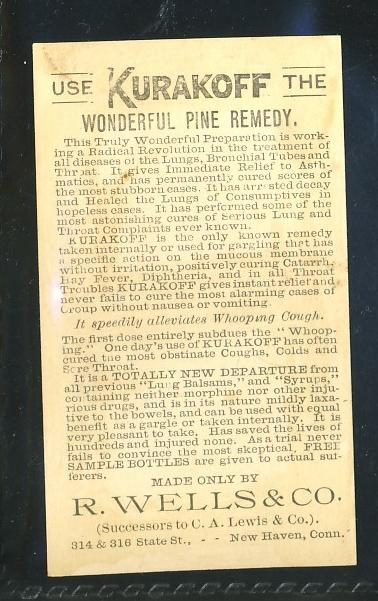 USE KURAKOFF THE
WONDERFUL PINE REMEDY.
This Truly Wonderful Preparation is work-
ing a Radical Revolution in the treatment of
all diseases of the Lungs, Bronchial Tubes and
Throat. It gives Immediate Relief to Asth-
matics, and has permanently cured scores of
the most stubborn cases. It has arrested decay
and Healed the Lungs of Consumptives in
hopeless cases. It has performed some of the
most astonishing cures of Serious Lung and
Throat Complaints ever known.
KURAKOFF is the only known remedy
taken internally or used for gargling that has
a specific action on the mucous membrane
without irritation, positively curing Catarrh,
Hay Fever, Diphtheria, and in all Throat
Troubles KURAKOFF gives instant relief and
never fails to cure the most alarming cases of
Croup without nausea or vomiting.
It speedily alleviates Whooping Cough.
The first dose entirely subdues the "Whoop-
ing." One day's use of KURAKOFF has often
cured the most obstinate Coughs, Colds and
Sore Throat.
It is a TOTALLY NEW DEPARTURE from
all previous "Lung Balsams," and "Syrups,"
containing neither morphine nor other inju-
rious drugs, and is in its nature mildly laxa-
tive to the bowels, and can be used with equal
benefit as a gargle or taken internally. It is
very pleasant to take. Has saved the lives of
hundreds and injured none. As a trial never
fails to convince the most skeptical, FREE
SAMPLE BOTTLES are given to actual suf-
ferers.
MADE ONLY BY
R. WELLS & CO.
(Successors to C. A. Lewis & Co.).
314 & 316 State St., - - New Haven, Conn.